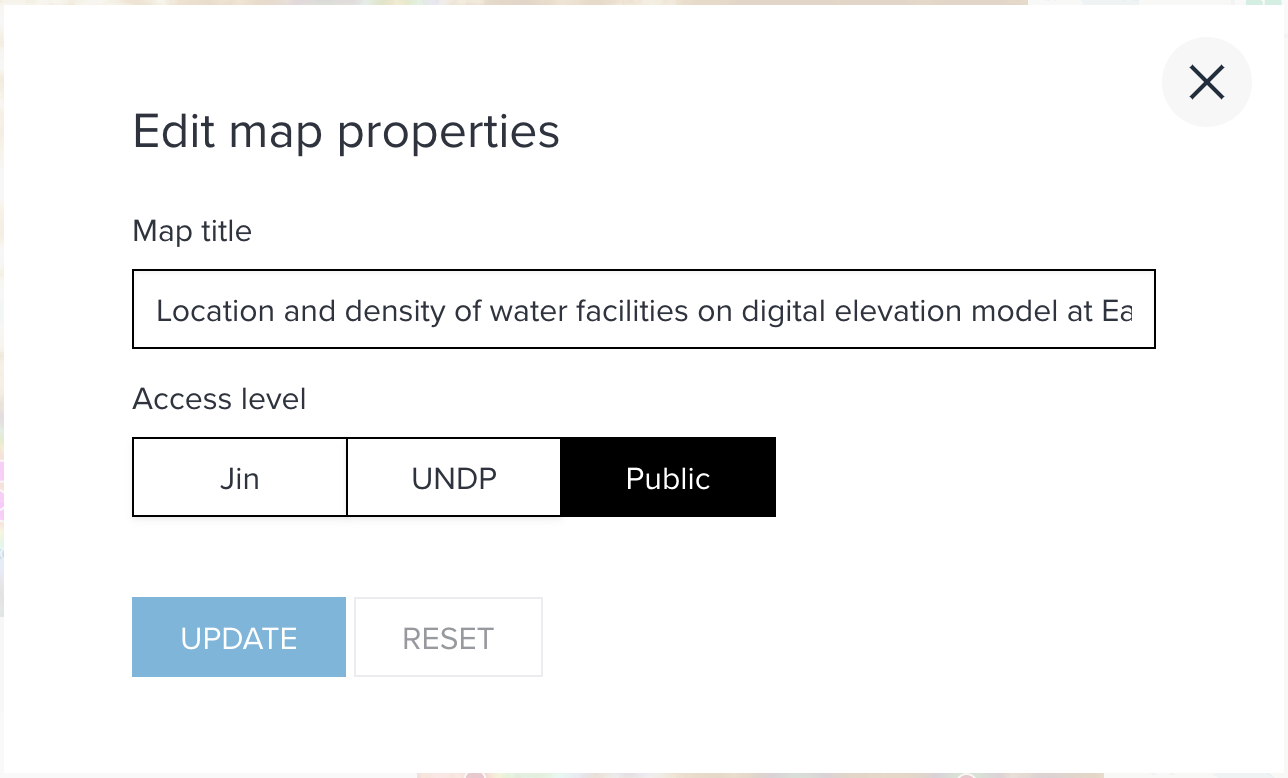 Edit map properties
Map title
Location and density of water facilities on digital elevation model at Ea
Access level
Jin UNDP Public
UPDATE RESET